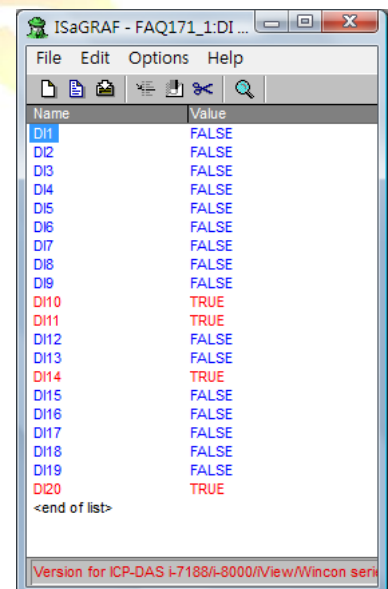 ISaGRAF - FAQ171_1:DI ...
File Edit Options Help
Name Value
DI1 FALSE
DI2 FALSE
DI3 FALSE
DI4 FALSE
DI5 FALSE
DI6 FALSE
DI7 FALSE
DI8 FALSE
DI9 FALSE
DI10 TRUE
DI11 TRUE
DI12 FALSE
DI13 FALSE
DI14 TRUE
DI15 FALSE
DI16 FALSE
DI17 FALSE
DI18 FALSE
DI19 FALSE
DI20 TRUE
<end of list>
Version for ICP-DAS i-7188/i-8000/iView/Wincon serie